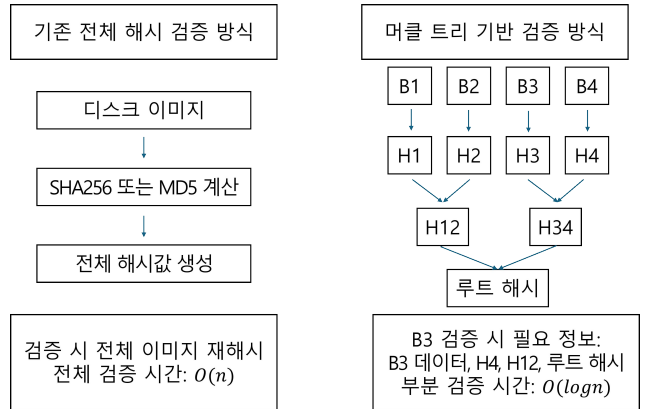 기존 전체 해시 검증 방식
디스크 이미지
SHA256 또는 MD5 계산
전체 해시값 생성
검증 시 전체 이미지 재해시
전체 검증 시간: O(n)
머클 트리 기반 검증 방식
B1 B2 B3 B4
H1 H2 H3 H4
H12 H34
루트 해시
B3 검증 시 필요 정보:
B3 데이터, H4, H12, 루트 해시
부분 검증 시간: O(logn)